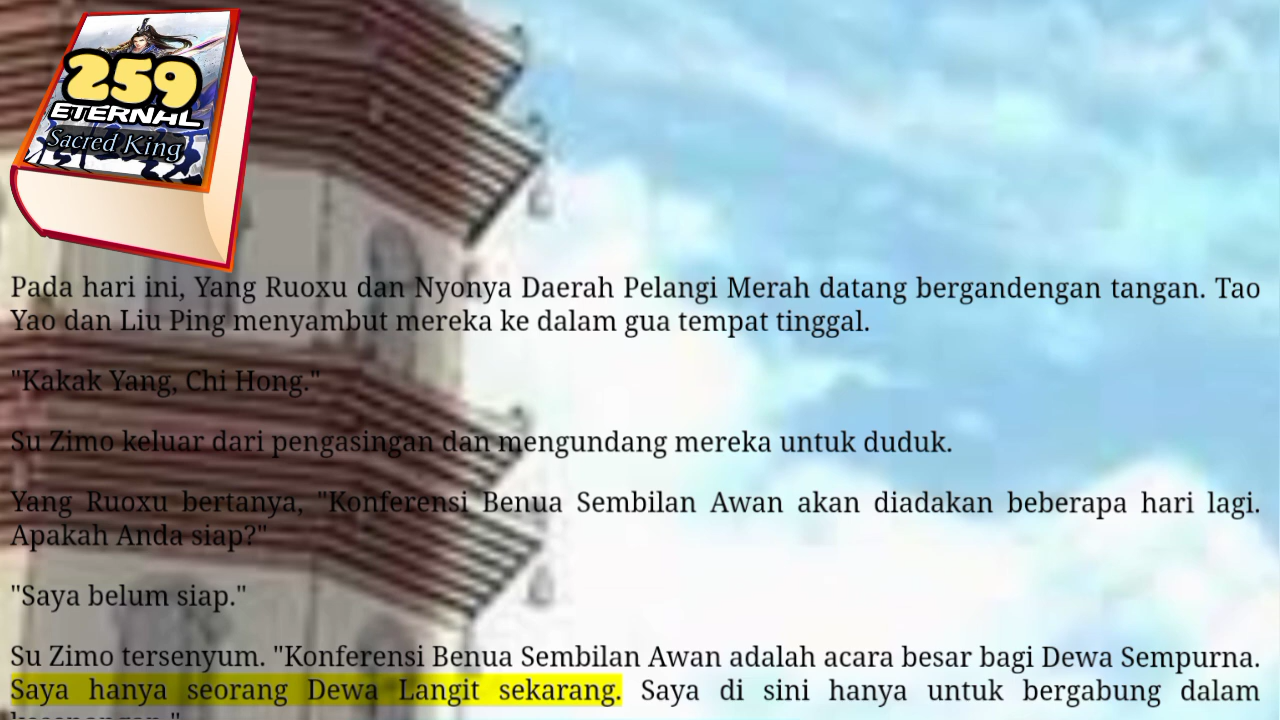 259
ETERNAL
Sacred King
Pada hari ini, Yang Ruoxu dan Nyonya Daerah Pelangi Merah datang bergandengan tangan. Tao
Yao dan Liu Ping menyambut mereka ke dalam gua tempat tinggal.
"Kakak Yang, Chi Hong."
Su Zimo keluar dari pengasingan dan mengundang mereka untuk duduk.
Yang Ruoxu bertanya, "Konferensi Benua Sembilan Awan akan diadakan beberapa hari lagi.
Apakah Anda siap?"
"Saya belum siap."
Su Zimo tersenyum. "Konferensi Benua Sembilan Awan adalah acara besar bagi Dewa Sempurna.
Saya hanya seorang Dewa Langit sekarang. Saya di sini hanya untuk bergabung dalam